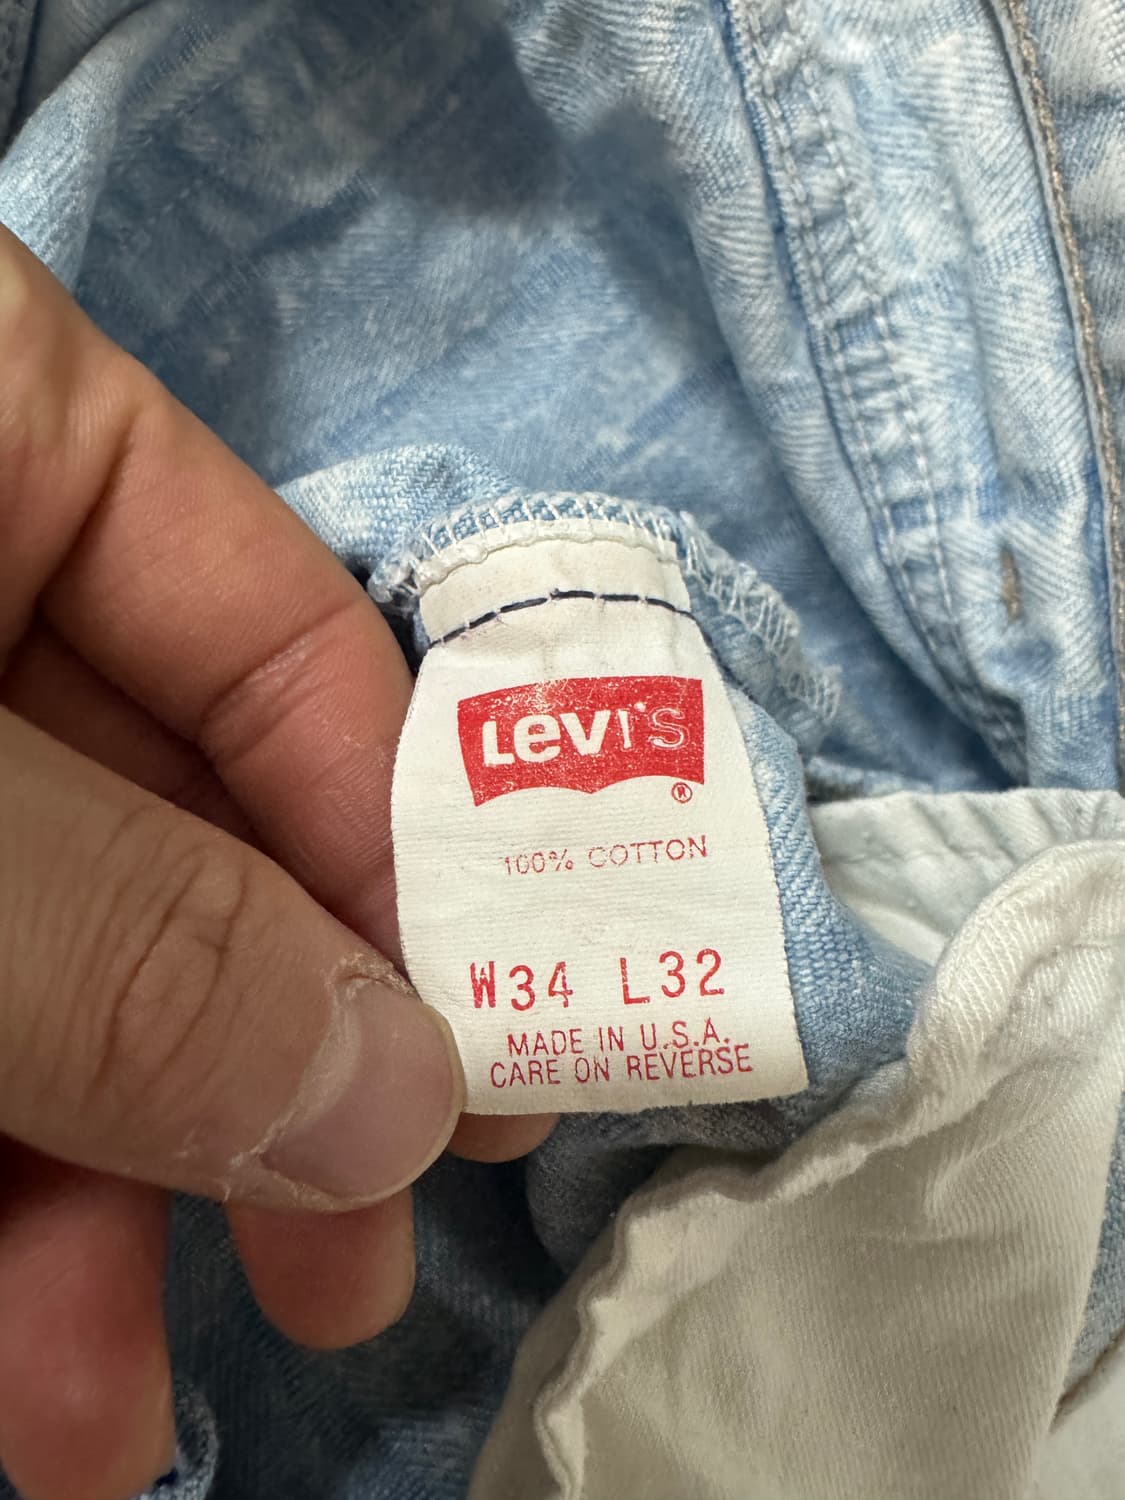 Levi's
®
100% COTTON
W34 L32
MADE IN U.S.A.
CARE ON REVERSE